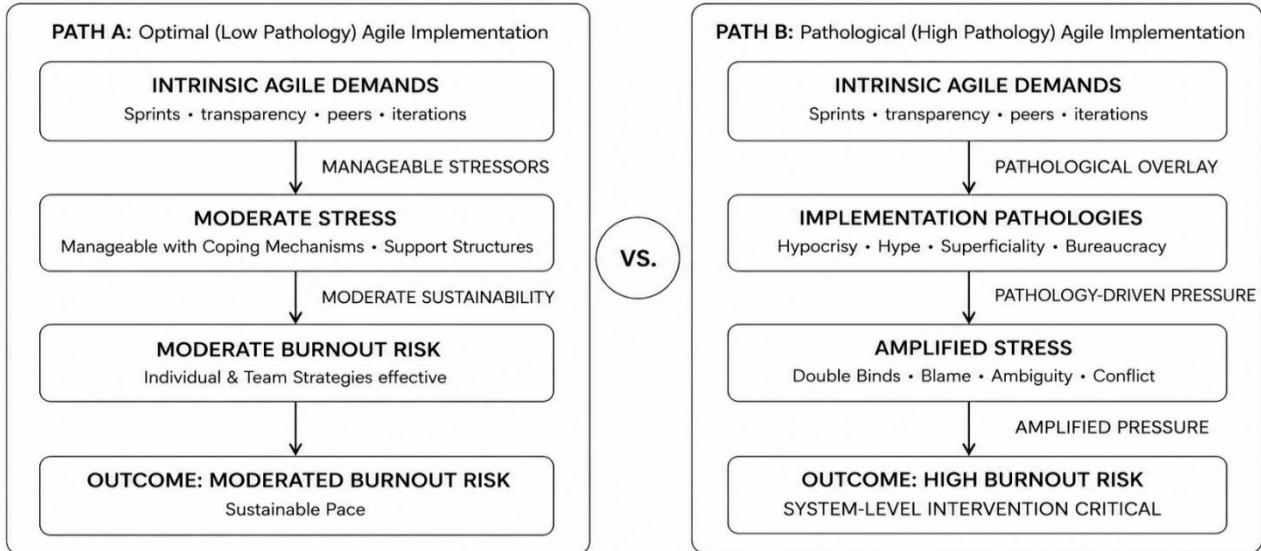 PATH A: Optimal (Low Pathology) Agile Implementation
INTRINSIC AGILE DEMANDS
Sprints • transparency • peers • iterations
MANAGEABLE STRESSORS
MODERATE STRESS
Manageable with Coping Mechanisms • Support Structures
MODERATE SUSTAINABILITY
MODERATE BURNOUT RISK
Individual & Team Strategies effective
OUTCOME: MODERATED BURNOUT RISK
Sustainable Pace
VS.
PATH B: Pathological (High Pathology) Agile Implementation
INTRINSIC AGILE DEMANDS
Sprints • transparency • peers • iterations
PATHOLOGICAL OVERLAY
IMPLEMENTATION PATHOLOGIES
Hypocrisy • Hype • Superficiality • Bureaucracy
PATHOLOGY-DRIVEN PRESSURE
AMPLIFIED STRESS
Double Binds • Blame • Ambiguity • Conflict
AMPLIFIED PRESSURE
OUTCOME: HIGH BURNOUT RISK
SYSTEM-LEVEL INTERVENTION CRITICAL